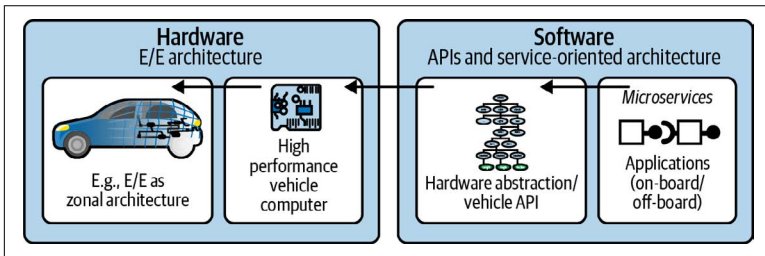 Hardware
E/E architecture
E.g., E/E as
zonal architecture
High
performance
vehicle
computer
Software
APIs and service-oriented architecture
Hardware abstraction/
vehicle API
Microservices
Applications
(on-board/
off-board)